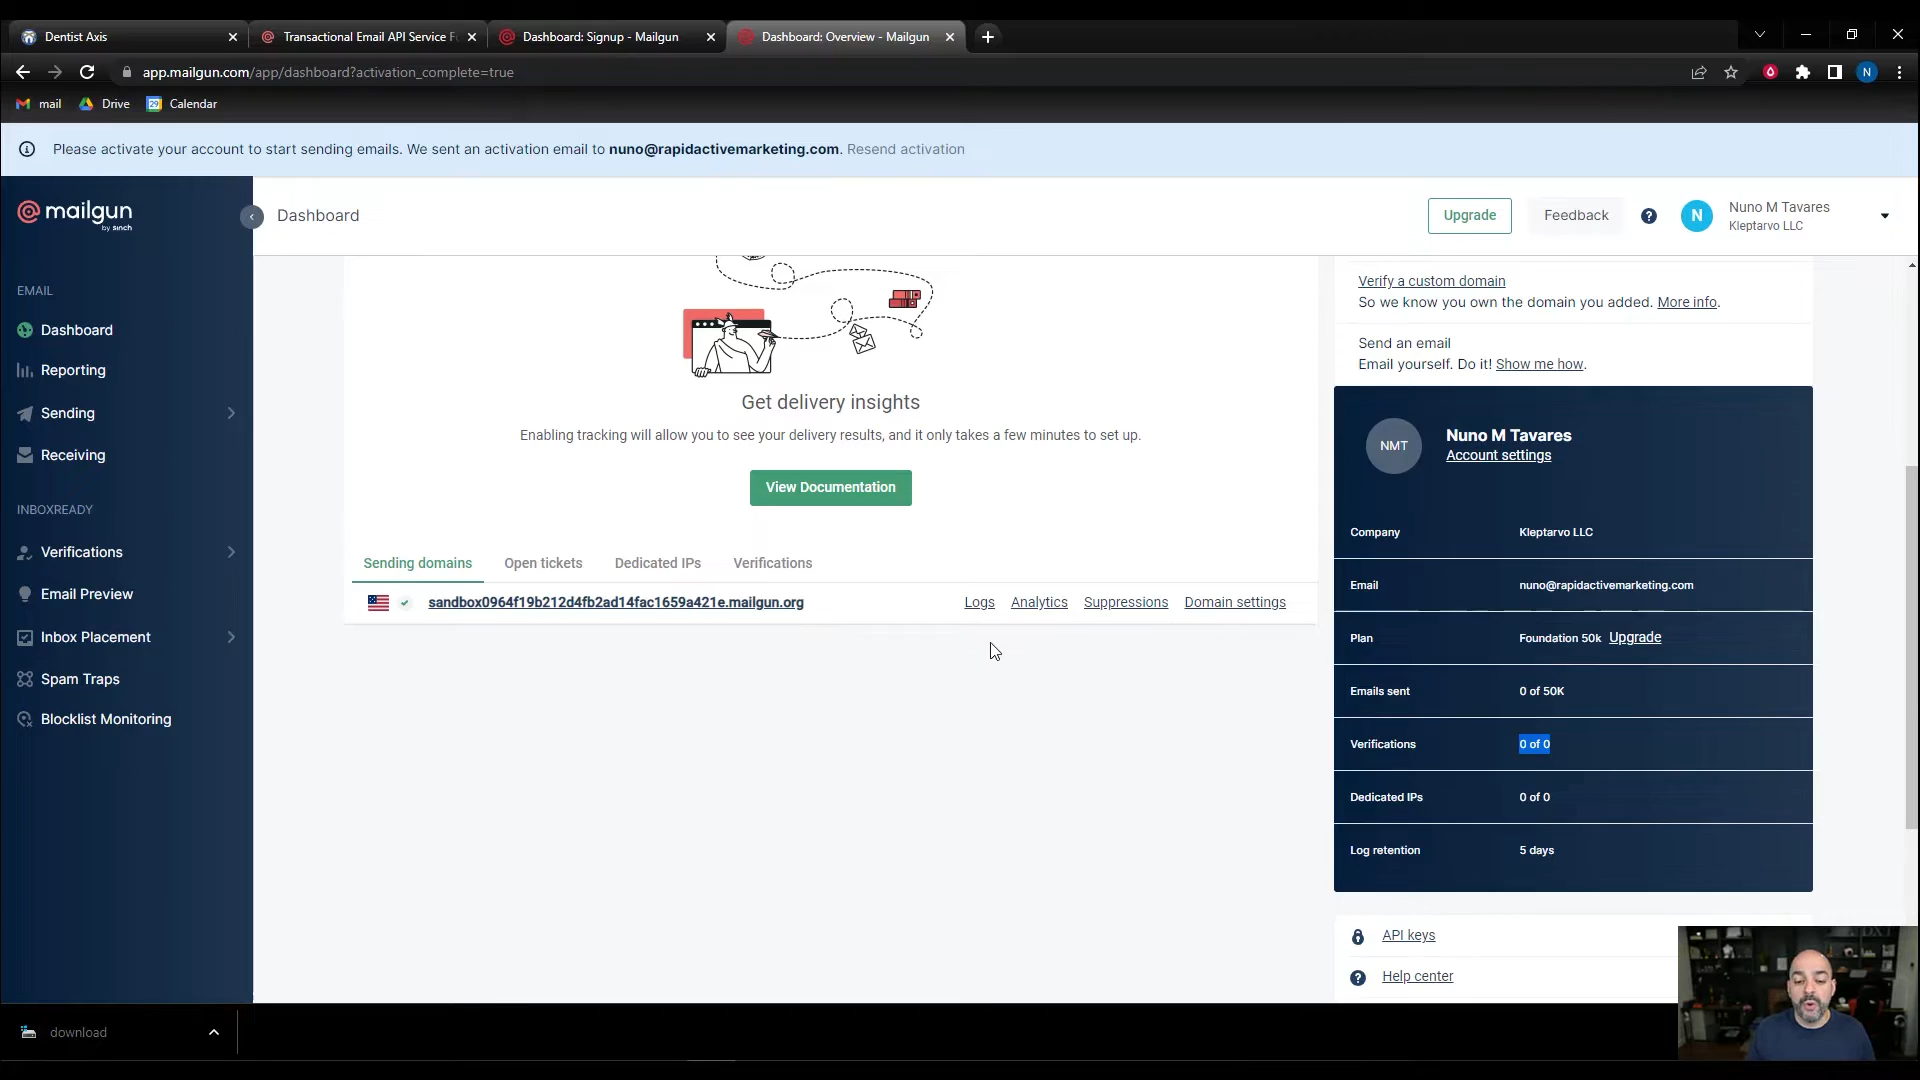 Dentist Axis
Transactional Email API Service F
Dashboard: Signup - Mailgun
Dashboard: Overview - Mailgun
app.mailgun.com/app/dashboard?activation_complete=true
N
mail
Drive
29
Calendar
Please activate your account to start sending emails. We sent an activation email to nuno@rapidactivemarketing.com. Resend activation
mailgun
by sinch
Dashboard
Upgrade
Feedback
?
N
Nuno M Tavares
Kleptarvo LLC
EMAIL
Dashboard
Reporting
Sending
Receiving
INBOXREADY
Verifications
Email Preview
Inbox Placement
Spam Traps
Blocklist Monitoring
Get delivery insights
Enabling tracking will allow you to see your delivery results, and it only takes a few minutes to set up.
View Documentation
Sending domains
Open tickets
Dedicated IPs
Verifications
sandbox0964f19b212d4fb2ad14fac1659a421e.mailgun.org
Logs
Analytics
Suppressions
Domain settings
Verify a custom domain
So we know you own the domain you added. More info.
Send an email
Email yourself. Do it! Show me how.
NMT
Nuno M Tavares
Account settings
Company Kleptarvo LLC
Email nuno@rapidactivemarketing.com
Plan Foundation 50k Upgrade
Emails sent 0 of 50K
Verifications 0 of 0
Dedicated IPs 0 of 0
Log retention 5 days
API keys
? Help center
download